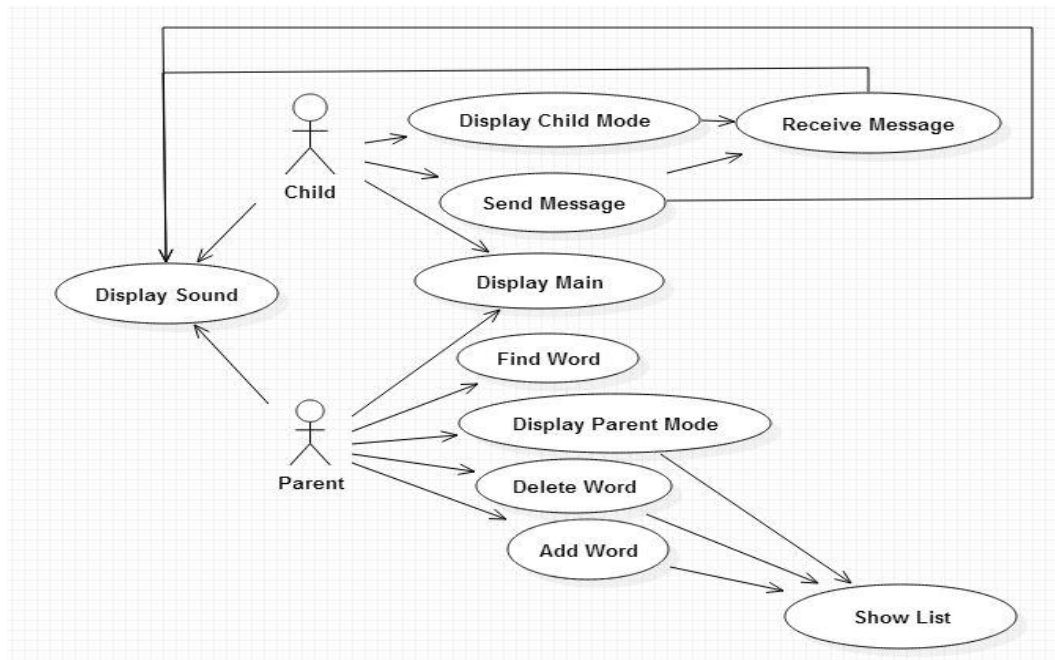 Display Child Mode
Receive Message
Child
Send Message
Display Main
Display Sound
Find Word
Display Parent Mode
Parent
Delete Word
Add Word
Show List